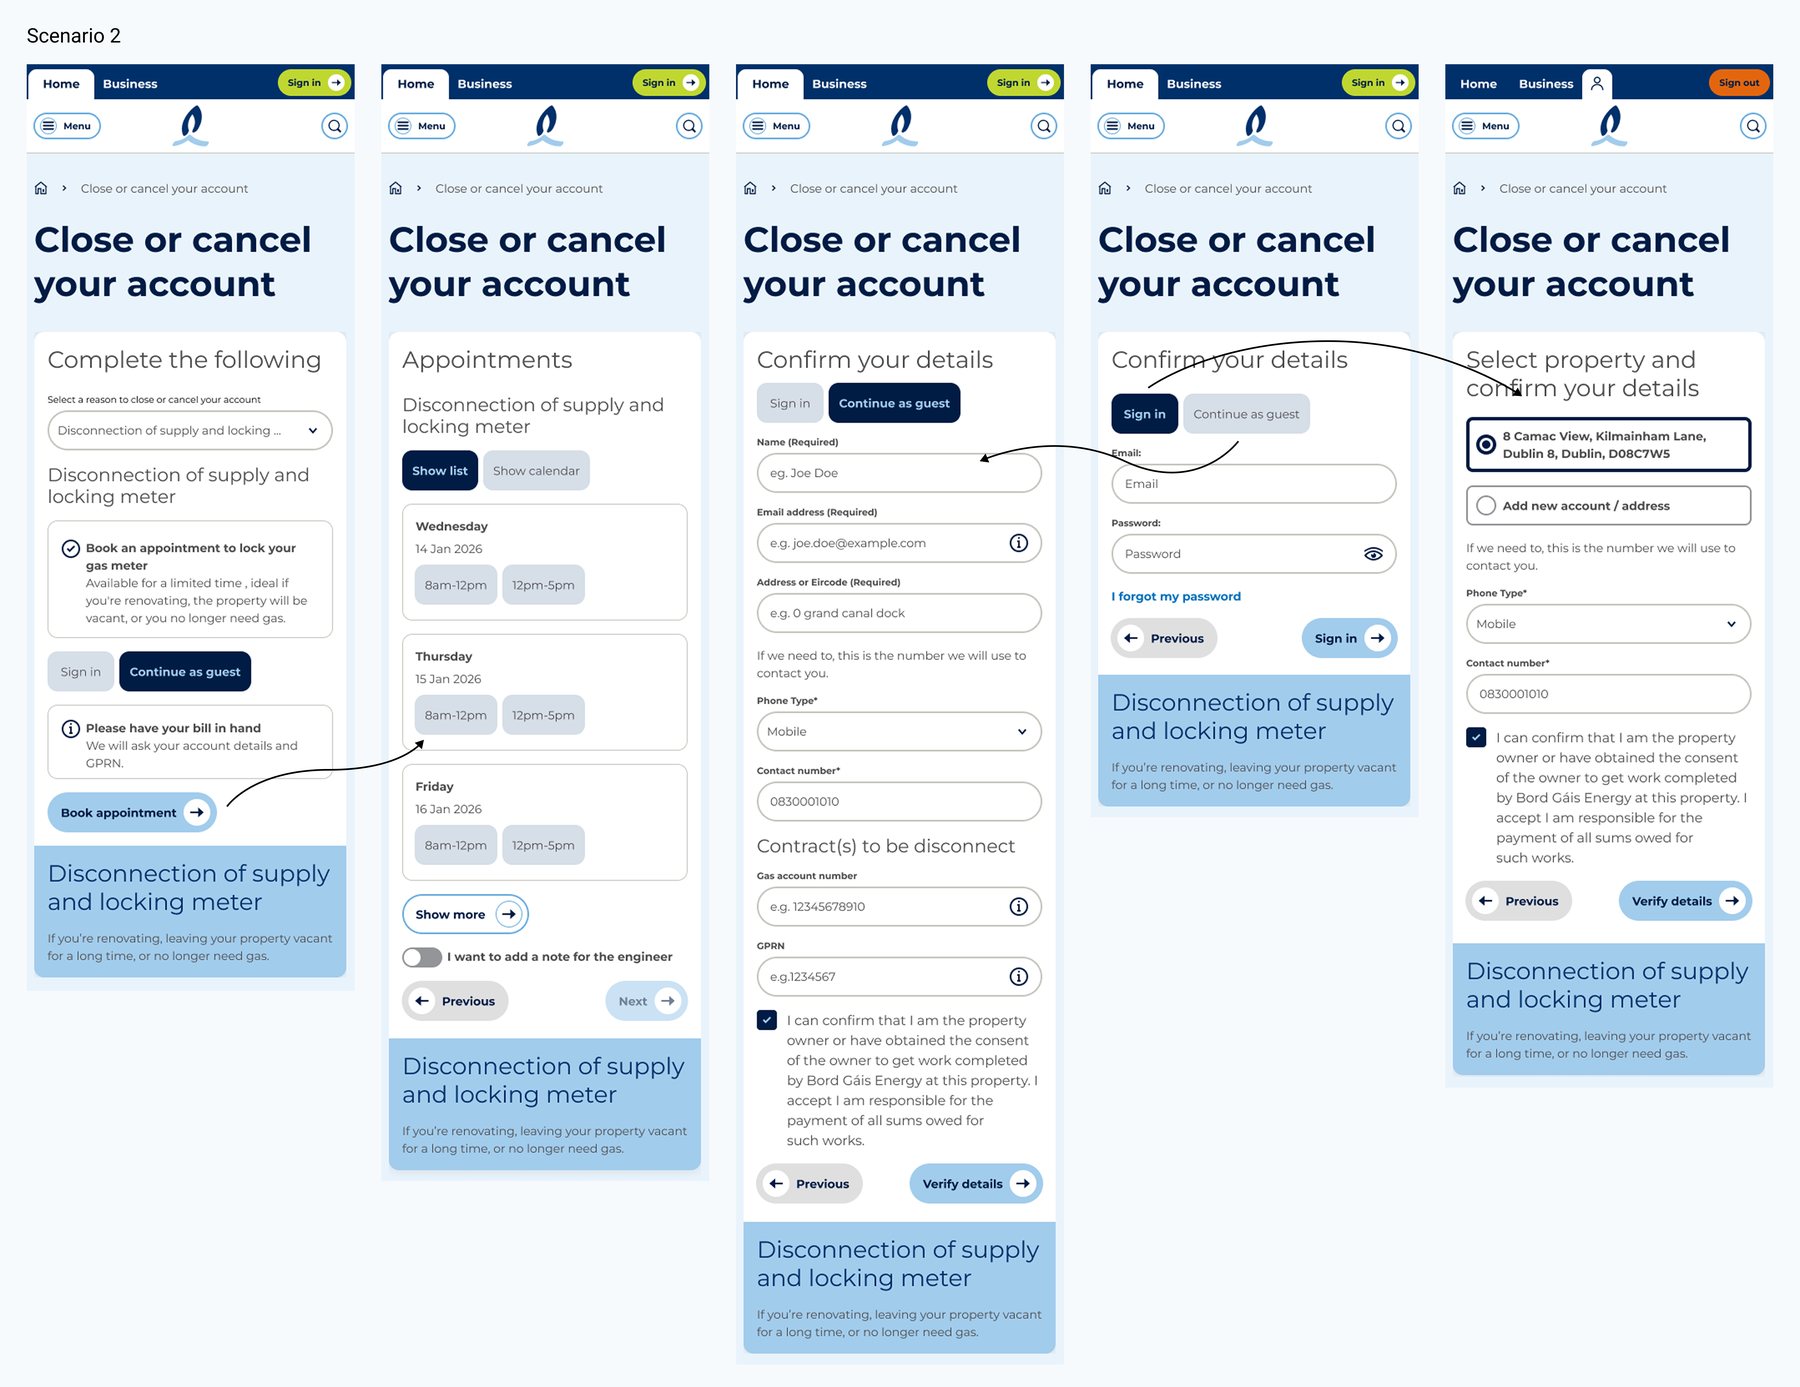 Scenario 2
Home
Business
Sign in
Menu
Close or cancel your account
Close or cancel
your account
Complete the following
Select a reason to close or cancel your account
Disconnection of supply and locking ...
Disconnection of supply and
locking meter
Book an appointment to lock your
gas meter
Available for a limited time , ideal if
you're renovating, the property will be
vacant, or you no longer need gas.
Sign in
Continue as guest
Please have your bill in hand
We will ask your account details and
GPRN.
Book appointment
Disconnection of supply
and locking meter
If you're renovating, leaving your property vacant
for a long time, or no longer need gas.
Home
Business
Sign in
Menu
Close or cancel your account
Close or cancel
your account
Appointments
Disconnection of supply and
locking meter
Show list
Show calendar
Wednesday
14 Jan 2026
8am-12pm
12pm-5pm
Thursday
15 Jan 2026
8am-12pm
12pm-5pm
Friday
16 Jan 2026
8am-12pm
12pm-5pm
Show more
I want to add a note for the engineer
Previous
Next
Disconnection of supply
and locking meter
If you're renovating, leaving your property vacant
for a long time, or no longer need gas.
Home
Business
Sign in
Menu
Close or cancel your account
Close or cancel
your account
Confirm your details
Sign in
Continue as guest
Name (Required)
eg. Joe Doe
Email address (Required)
e.g. joe.doe@example.com
Address or Eircode (Required)
e.g. 0 grand canal dock
If we need to, this is the number we will use to
contact you.
Phone Type*
Mobile
Contact number*
0830001010
Contract(s) to be disconnect
Gas account number
e.g. 12345678910
GPRN
e.g.1234567
I can confirm that I am the property
owner or have obtained the consent
of the owner to get work completed
by Bord Gáis Energy at this property. I
accept I am responsible for the
payment of all sums owed for
such works.
Previous
Verify details
Disconnection of supply
and locking meter
If you're renovating, leaving your property vacant
for a long time, or no longer need gas.
Home
Business
Sign in
Menu
Close or cancel your account
Close or cancel
your account
Confirm your details
Sign in
Continue as guest
Email:
Email
Password:
Password
I forgot my password
Previous
Sign in
Disconnection of supply
and locking meter
If you're renovating, leaving your property vacant
for a long time, or no longer need gas.
Home
Business
Sign out
Menu
Close or cancel your account
Close or cancel
your account
Select property and
confirm your details
8 Camac View, Kilmainham Lane,
Dublin 8, Dublin, D08C7W5
Add new account / address
If we need to, this is the number we will use to
contact you.
Phone Type*
Mobile
Contact number*
0830001010
I can confirm that I am the property
owner or have obtained the consent
of the owner to get work completed
by Bord Gáis Energy at this property. I
accept I am responsible for the
payment of all sums owed for
such works.
Previous
Verify details
Disconnection of supply
and locking meter
If you're renovating, leaving your property vacant
for a long time, or no longer need gas.